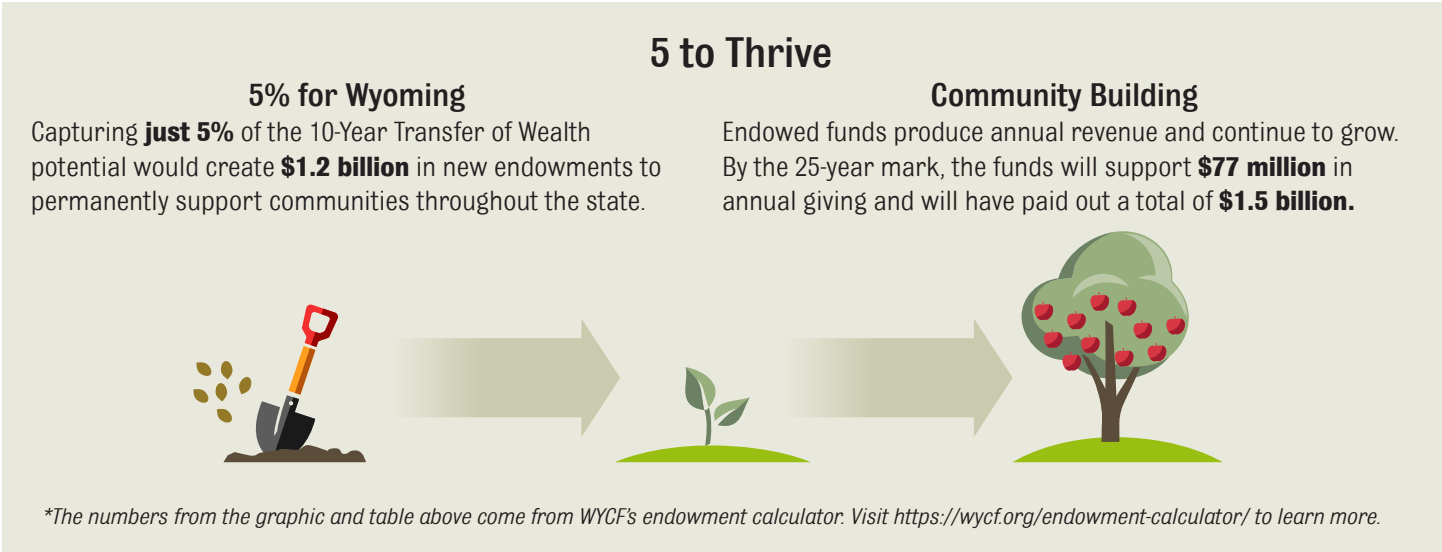 5 to Thrive
5% for Wyoming
Capturing just 5% of the 10-Year Transfer of Wealth
potential would create $1.2 billion in new endowments to
permanently support communities throughout the state.
Community Building
Endowed funds produce annual revenue and continue to grow.
By the 25-year mark, the funds will support $77 million in
annual giving and will have paid out a total of $1.5 billion.
*The numbers from the graphic and table above come from WYCF's endowment calculator. Visit https://wycf.org/endowment-calculator/ to learn more.